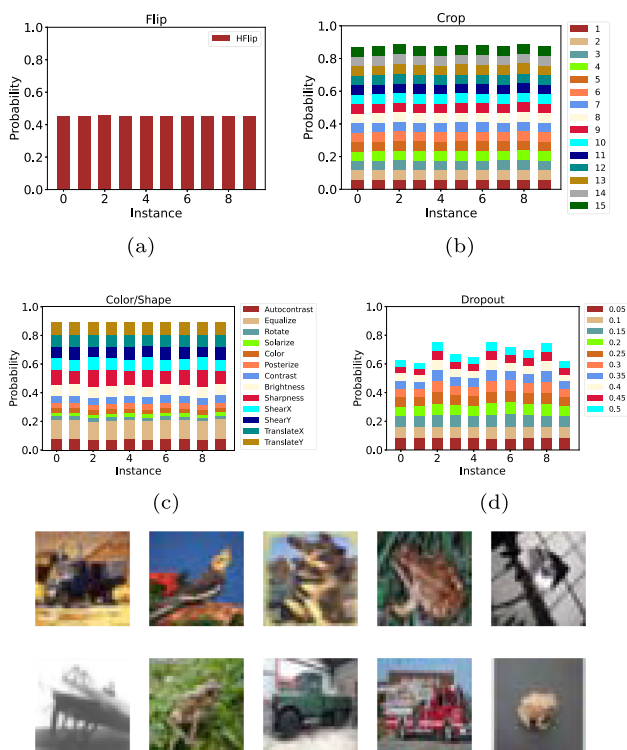 Flip
1.0
0.8
0.6
0.4
0.2
0.0
Probability
HFlip
0 2 4 6 8
Instance
(a)
Crop
1.0
0.8
0.6
0.4
0.2
0.0
Probability
0 2 4 6 8
Instance
1
2
3
4
5
6
7
8
9
10
11
12
13
14
15
(b)
Color/Shape
1.0
0.8
0.6
0.4
0.2
0.0
Probability
0 2 4 6 8
Instance
Autocontrast
Equalize
Rotate
Solarize
Color
Posterize
Contrast
Brightness
Sharpness
ShearX
ShearY
TranslateX
TranslateY
(c)
Dropout
1.0
0.8
0.6
0.4
0.2
0.0
Probability
0 2 4 6 8
Instance
0.05
0.1
0.15
0.2
0.25
0.3
0.35
0.4
0.45
0.5
(d)